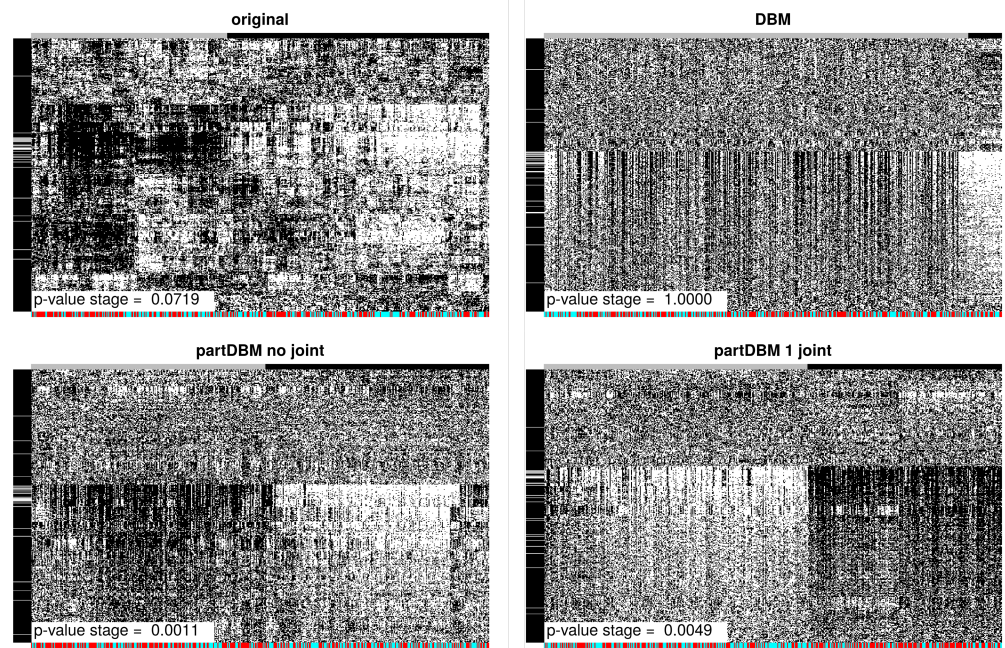 original
DBM
p-value stage = 0.0719
p-value stage = 1.0000
partDBM no joint
partDBM 1 joint
p-value stage = 0.0011
p-value stage = 0.0049